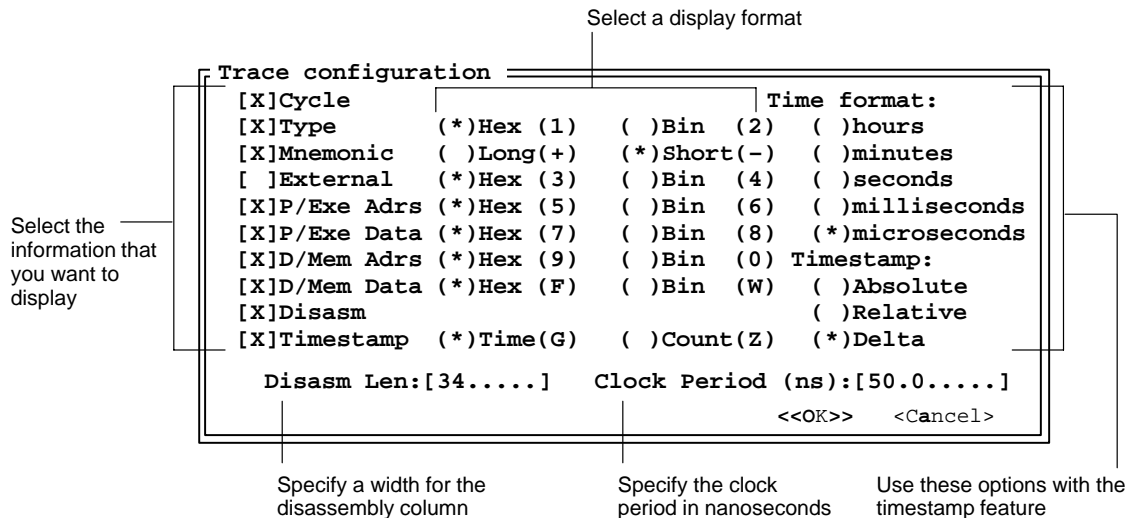 Select a display format
Trace configuration
[X]Cycle Time format:
[X]Type (*)Hex (1) ( )Bin (2) ( )hours
[X]Mnemonic ( )Long(+) (*)Short(−) ( )minutes
[ ]External (*)Hex (3) ( )Bin (4) ( )seconds
[X]P/Exe Adrs (*)Hex (5) ( )Bin (6) ( )milliseconds
[X]P/Exe Data (*)Hex (7) ( )Bin (8) (*)microseconds
[X]D/Mem Adrs (*)Hex (9) ( )Bin (0) Timestamp:
[X]D/Mem Data (*)Hex (F) ( )Bin (W) ( )Absolute
[X]Disasm ( )Relative
[X]Timestamp (*)Time(G) ( )Count(Z) (*)Delta
Disasm Len:[34.....] Clock Period (ns):[50.0.....]
<<OK>> <Cancel>
Select the
information that
you want to
display
Specify a width for the
disassembly column
Specify the clock
period in nanoseconds
Use these options with the
timestamp feature